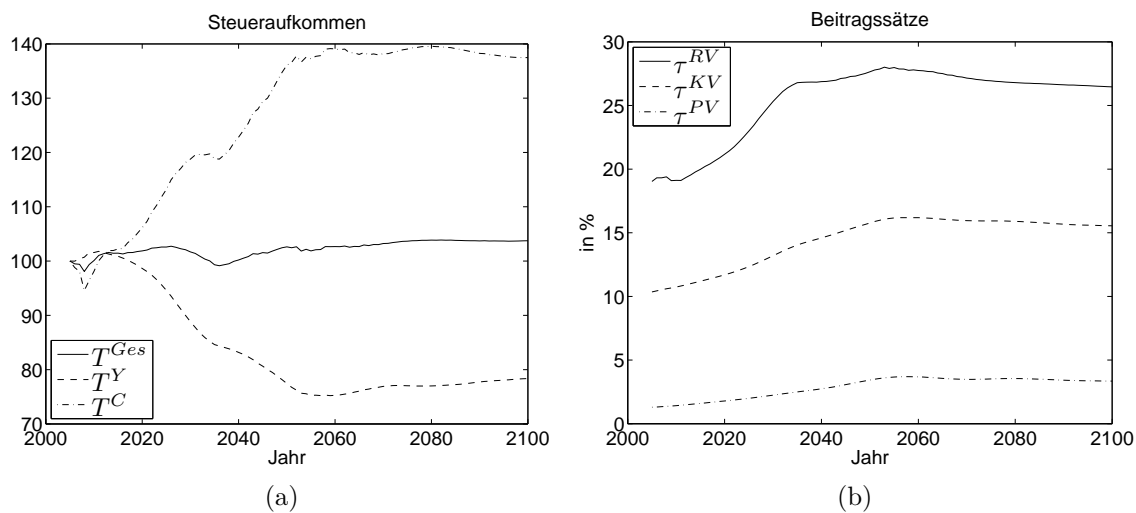 Steueraufkommen
140
130
120
110
100
90
80
70
2000 2020 2040 2060 2080 2100
Jahr
T^Ges
T^Y
T^C
(a)
Beitragssätze
30
25
20
15
10
5
0
in %
2000 2020 2040 2060 2080 2100
Jahr
τ^RV
τ^KV
τ^PV
(b)